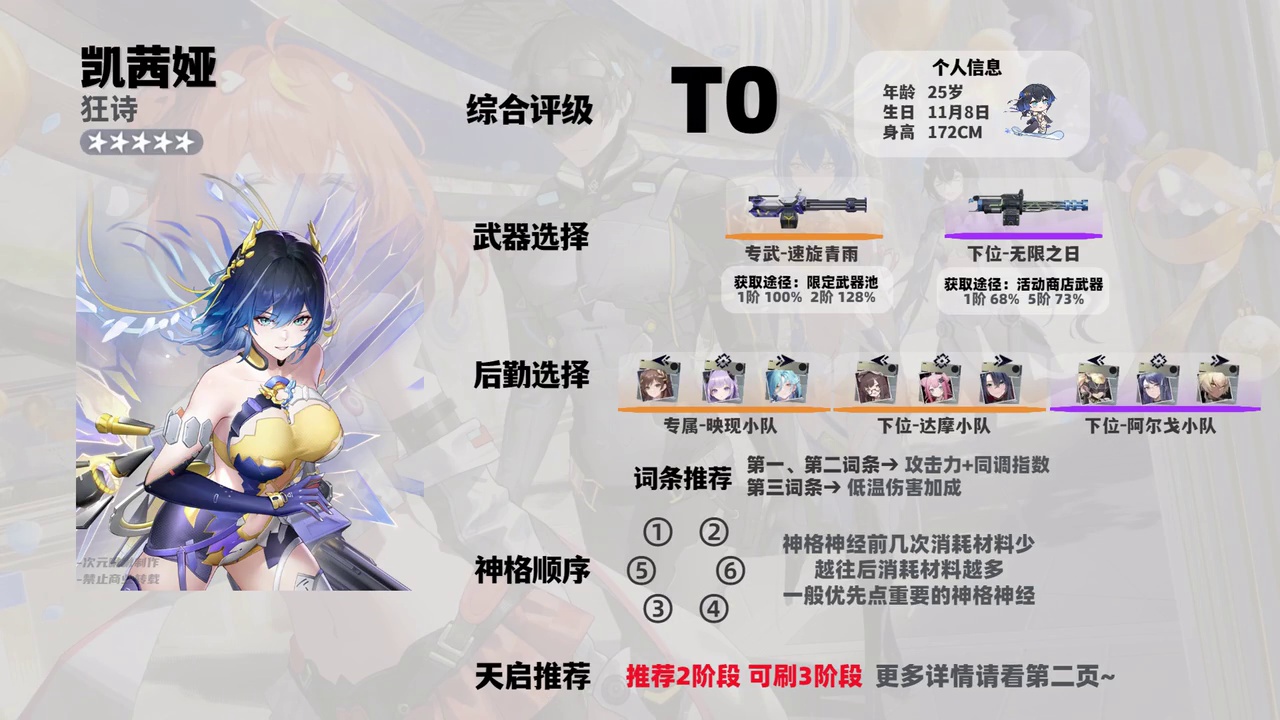 凯茜娅
狂诗
综合评级
T0
个人信息
年龄 25岁
生日 11月8日
身高 172CM
武器选择
专武-速旋青雨
获取途径：限定武器池
1阶 100% 2阶 128%
下位-无限之日
获取途径：活动商店武器
1阶 68% 5阶 73%
后勤选择
专属-映现小队
下位-达摩小队
下位-阿尔戈小队
词条推荐
第一、第二词条→ 攻击力+同调指数
第三词条→ 低温伤害加成
神格顺序
① ②
⑤ ⑥
③ ④
神格神经前几次消耗材料少
越往后消耗材料越多
一般优先点重要的神格神经
天启推荐
推荐2阶段 可刷3阶段 更多详情请看第二页~
-次元 制作
-禁止商 转载